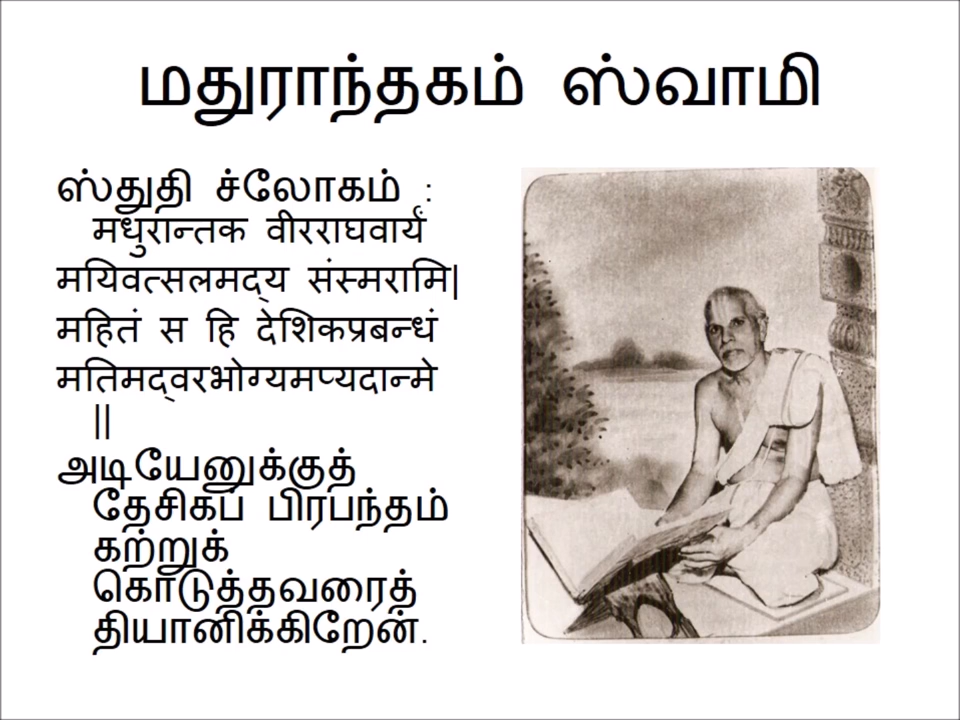 மதுராந்தகம் ஸ்வாமி
ஸ்துதி ச்லோகம் :
मधुरान्तक वीरराघवार्यं
मयिवत्सलमद्य संस्मरामि|
महितं स हि देशिकप्रबन्धं
मतिमद्वरभोग्यमप्यदान्मे
||
அடியேனுக்குத்
தேசிகப் பிரபந்தம்
கற்றுக்
கொடுத்தவரைத்
தியானிக்கிறேன்.